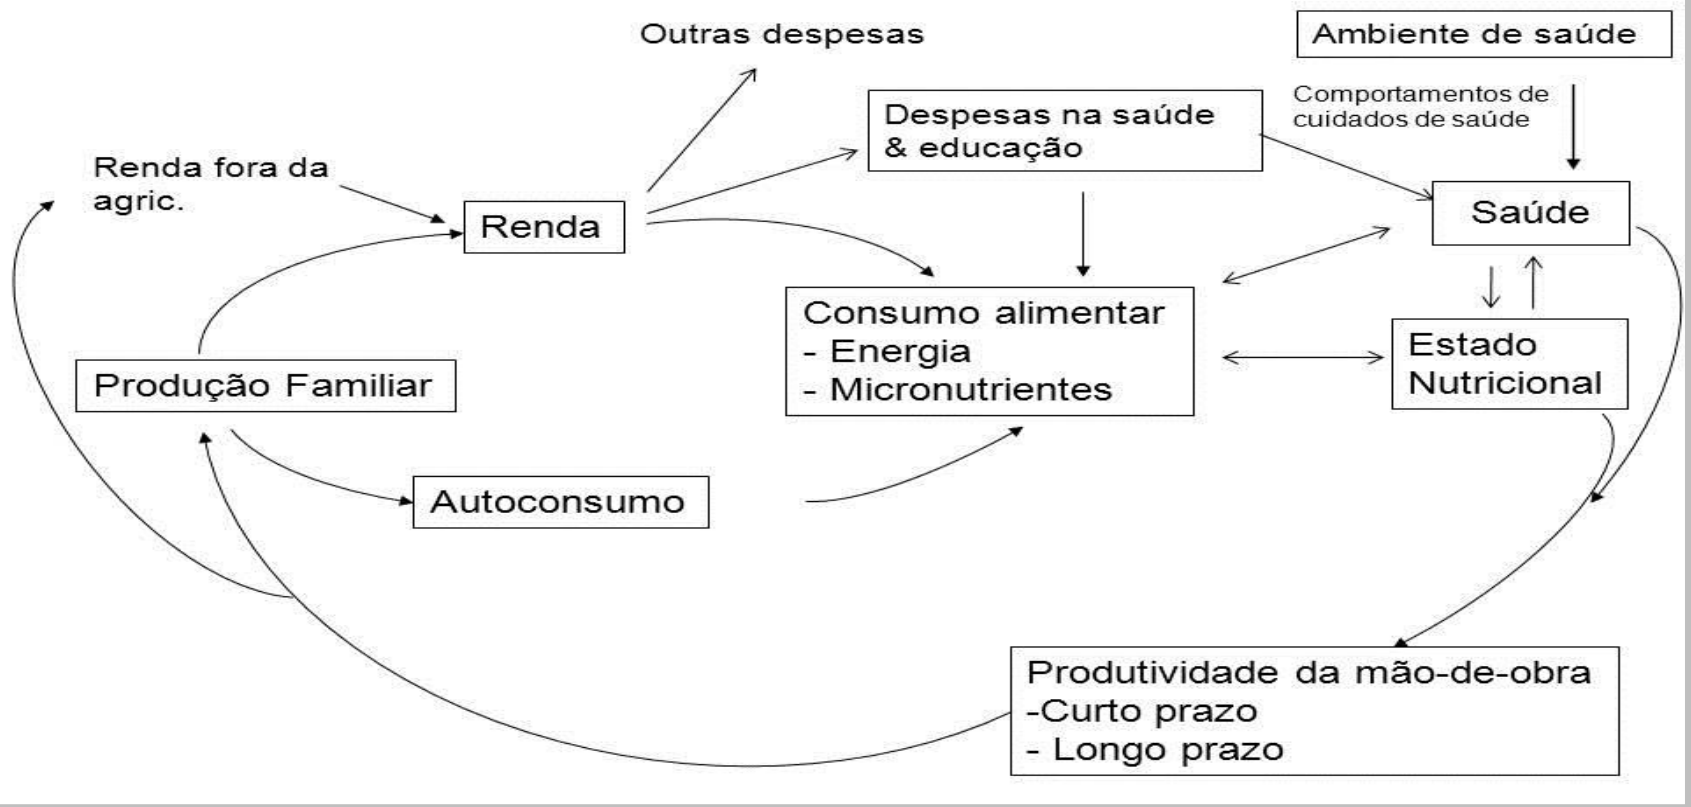 Outras despesas
Ambiente de saúde
Comportamentos de
cuidados de saúde
Despesas na saúde
& educação
Renda fora da
agric.
Renda
Saúde
Consumo alimentar
- Energia
- Micronutrientes
Estado
Nutricional
Produção Familiar
Autoconsumo
Produtividade da mão-de-obra
-Curto prazo
- Longo prazo